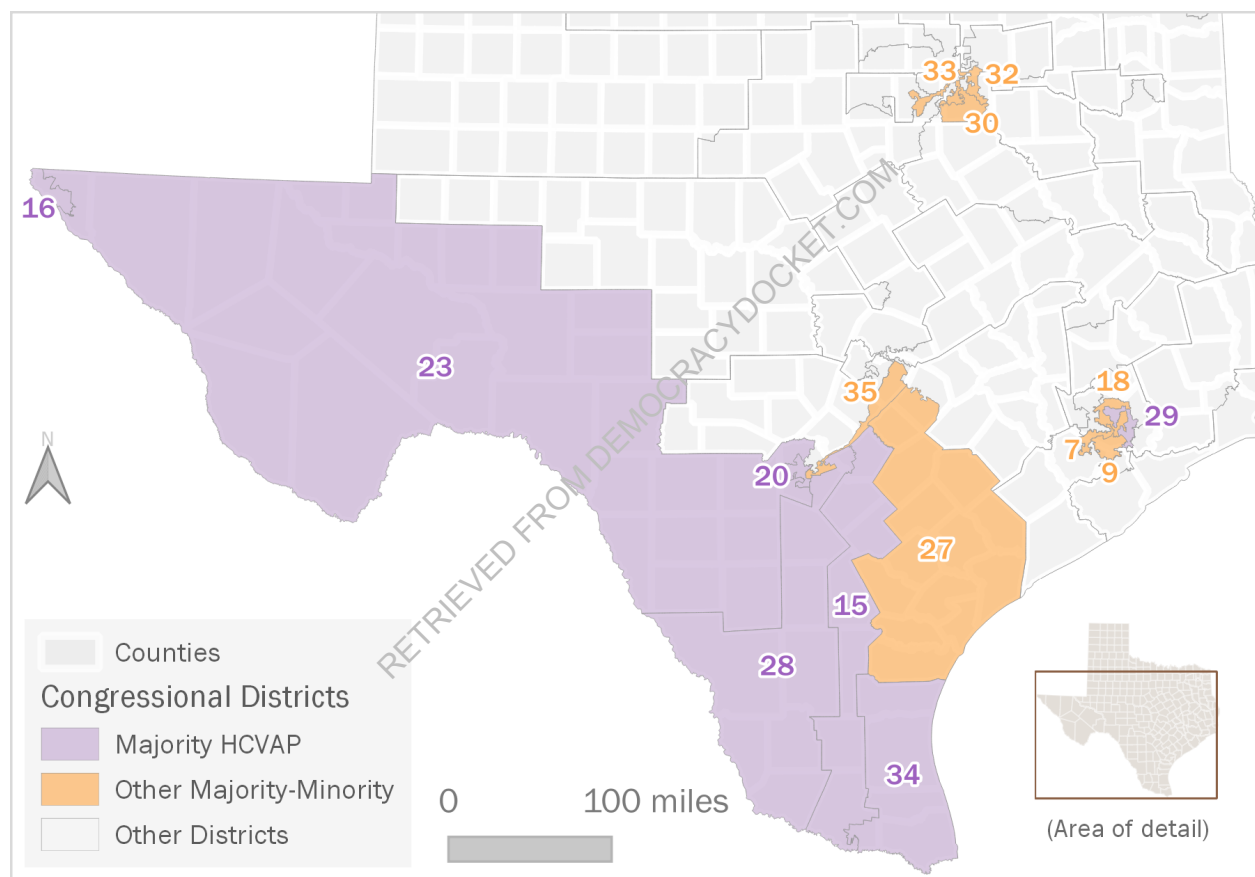 33
32
30
16
23
35
18
29
7
9
20
27
15
28
34
N
RETRIEVED FROM DEMOCRACYDOCKET.COM
Counties
Congressional Districts
Majority HCVAP
Other Majority-Minority
Other Districts
0 100 miles
(Area of detail)